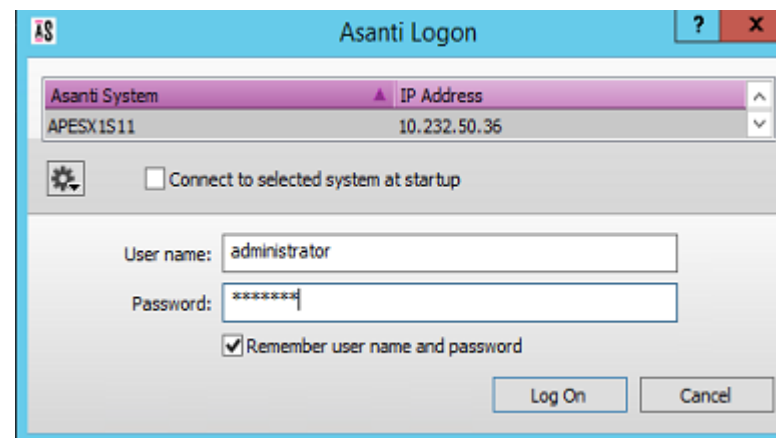 AS Asanti Logon ? x
Asanti System IP Address
APESX1S11 10.232.50.36
Connect to selected system at startup
User name: administrator
Password: *******
Remember user name and password
Log On Cancel